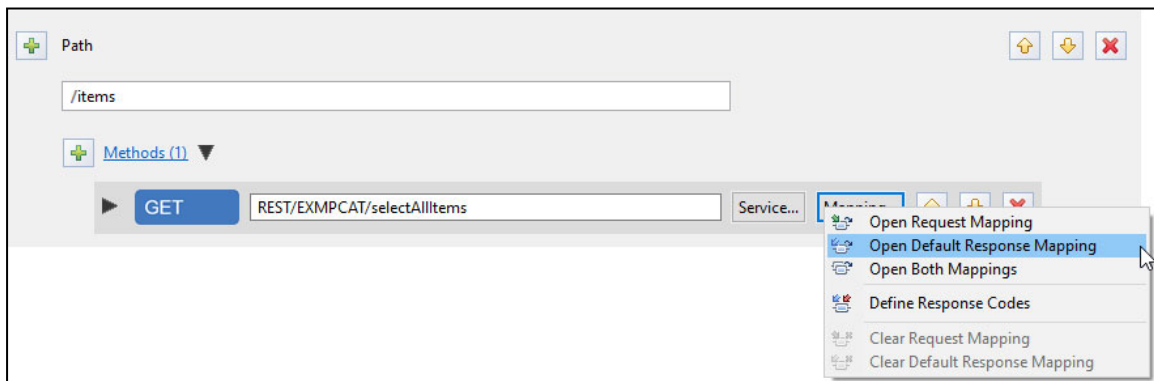 Path
/items
Methods (1)
GET REST/EXMPCAT/selectAllItems Service... Mapping...
Open Request Mapping
Open Default Response Mapping
Open Both Mappings
Define Response Codes
Clear Request Mapping
Clear Default Response Mapping